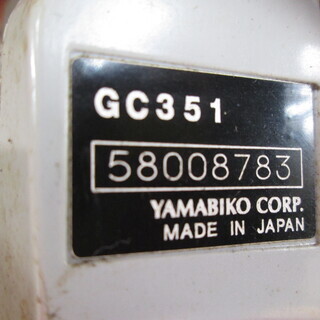 GC351
58008783
YAMABIKO CORP.
MADE IN JAPAN